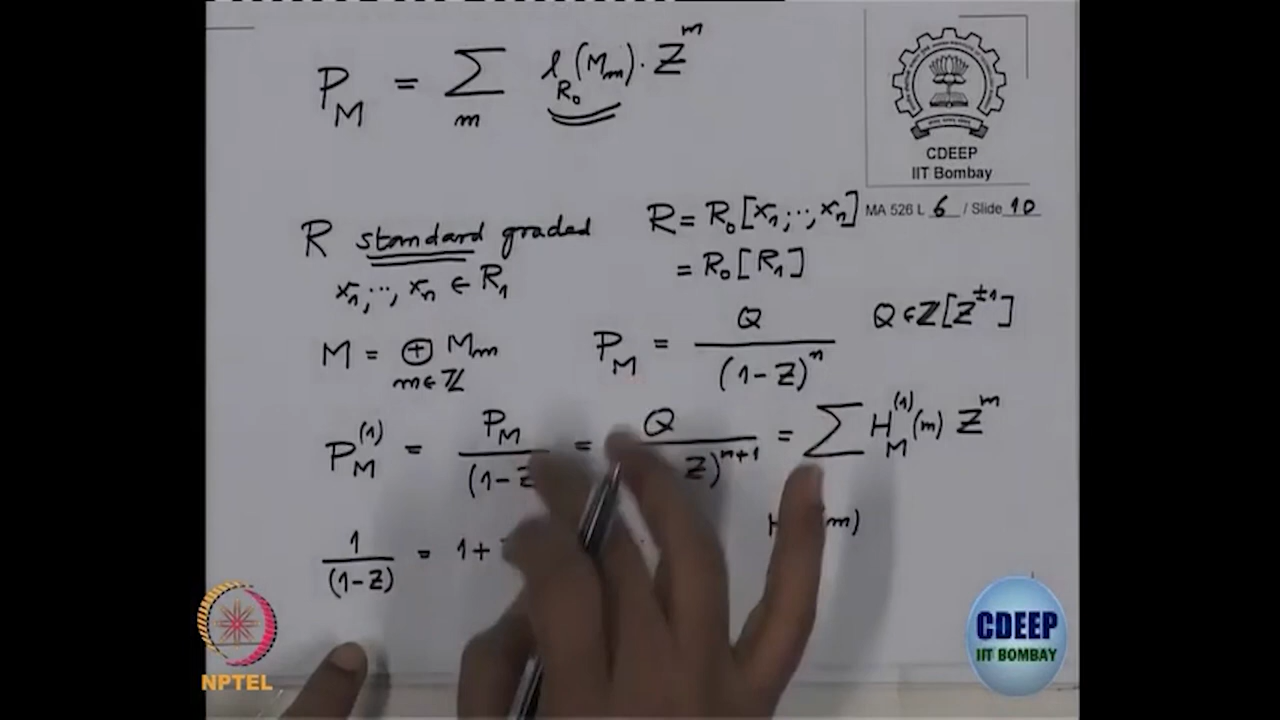 P_M = Σ_m l_{R_0}(M_m) · Z^m
CDEEP
IIT Bombay
MA 526 L 6 / Slide 10
R standard graded
R = R_0[x_1,··,x_n]
x_1,··,x_n ∈ R_1
= R_0[R_1]
M = ⊕_{m∈ℤ} M_m
P_M = Q / (1-Z)^n
Q ∈ ℤ[Z^{±1}]
P_M^{(1)} = P_M / (1-Z = Q / Z)^{n+1} = Σ H_M^{(1)}(m) Z^m
1/(1-Z) = 1+
m)
NPTEL
CDEEP
IIT BOMBAY